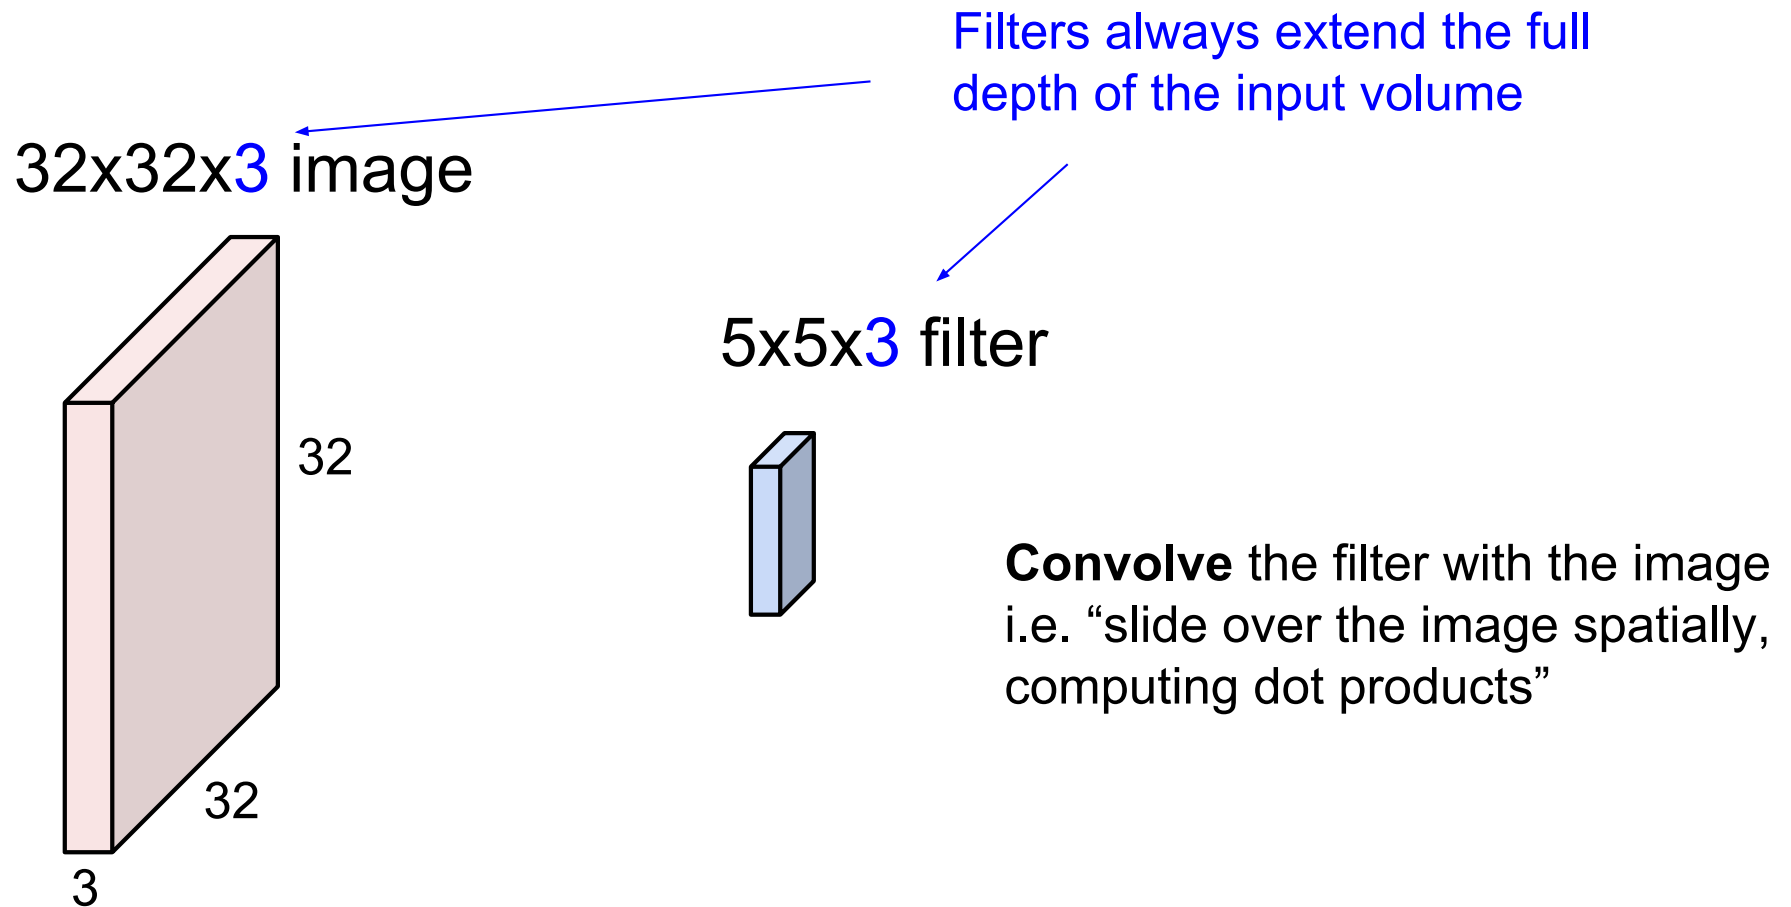 Filters always extend the full
depth of the input volume
32x32x3 image
5x5x3 filter
32
32
3
Convolve the filter with the image
i.e. “slide over the image spatially,
computing dot products”